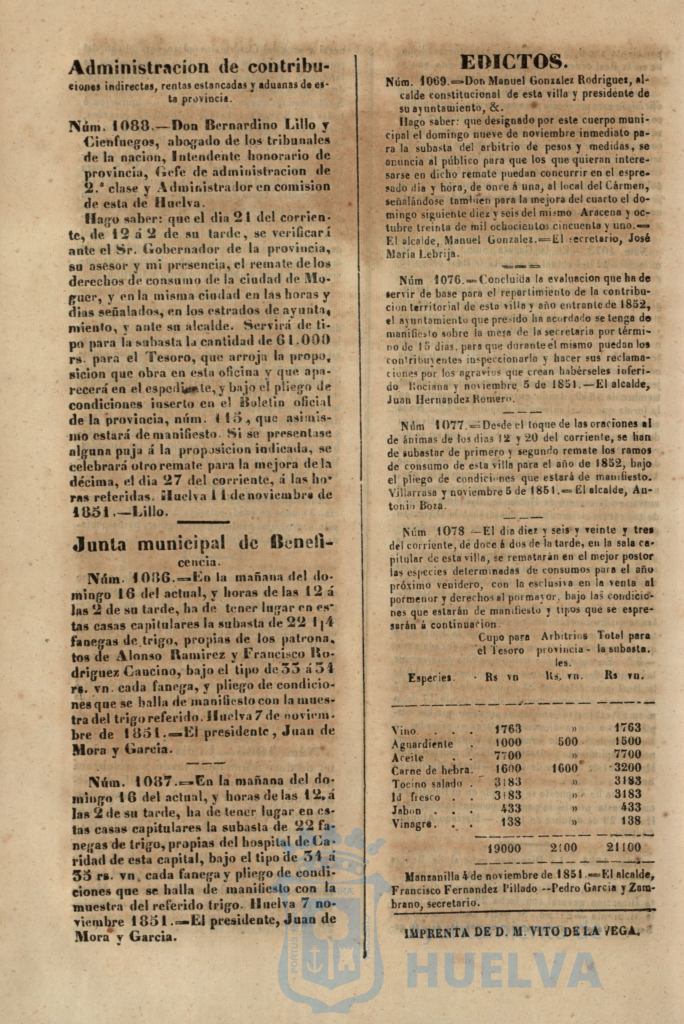 Administracion de contribu-
ciones indirectas, rentas estancadas y aduanas de es-
ta provincia.
Núm. 1088.—Don Bernardino Lillo y
Cienfuegos, abogado de los tribunales
de la nacion, Intendente honorario de
provincia, Gefe de administracion de
2.ª clase y Administrador en comision
de esta de Huelva.
Hago saber: que el dia 21 del corrien-
te, de 12 á 2 de su tarde, se verificará
ante el Sr. Gobernador de la provincia,
su asesor y mi presencia, el remate de los
derechos de consumo de la ciudad de Mo-
guer, y en la misma ciudad en las horas y
dias señalados, en los estrados de ayunta,
miento, y ante su alcalde. Servirá de ti-
po para la subasta la cantidad de 61.000
rs. para el Tesoro, que arroja la propo,
sicion que obra en esta oficina y que apa-
recerá en el espediente, y bajo el pliego de
condiciones inserto en el Boletin oficial
de la provincia, núm. 115, que asimis-
mo estará de manifiesto. Si se presentase
alguna puja á la proposicion indicada, se
celebrará otro remate para la mejora de la
décima, el dia 27 del corriente, á las ho-
ras referidas. Huelva 11 de noviembre de
1851.—Lillo.
Junta municipal de Benefi-
cencia.
Núm. 1086.—En la mañana del do-
mingo 16 del actual, y horas de las 12 á
las 2 de su tarde, ha de tener lugar en es-
tas casas capitulares la subasta de 22 1/4
fanegas de trigo, propias de los patrona,
tos de Alonso Ramirez y Francisco Ro-
driguez Caucino, bajo el tipo de 33 á 34
rs. vn. cada fanega, y pliego de condicio-
nes que se halla de manifiesto con la mues-
tra del trigo referido. Huelva 7 de noviem-
bre de 1851.—El presidente, Juan de
Mora y Garcia.
Núm. 1087.—En la mañana del do-
mingo 16 del actual, y horas de las 12, á
las 2 de su tarde, ha de tener lugar en es-
tas casas capitulares la subasta de 22 fa-
negas de trigo, propias del hospital de Ca-
ridad de esta capital, bajo el tipo de 34 á
35 rs. vn. cada fanega y pliego de condi-
ciones que se halla de manifiesto con la
muestra del referido trigo. Huelva 7 no-
viembre 1851.—El presidente, Juan de
Mora y Garcia.
EDICTOS.
Núm. 1069.—Don Manuel Gonzalez Rodriguez, al-
calde constitucional de esta villa y presidente de
su ayuntamiento, &.
Hago saber: que designado por este cuerpo muni-
cipal el domingo nueve de noviembre inmediato pa-
ra la subasta del arbitrio de pesos y medidas, se
anuncia al público para que los que quieran intere-
sarse en dicho remate puedan concurrir en el espre-
sado dia y hora, de once á una, al local del Cármen,
señalándose tambien para la mejora del cuarto el do-
mingo siguiente diez y seis del mismo Aracena y oc-
tubre treinta de mil ochocientos cincuenta y uno.—
El alcalde, Manuel Gonzalez.—El secretario, José
Maria Lebrija.
Núm 1076.—Concluida la evaluacion que ha de
servir de base para el repartimiento de la contribu-
cion territorial de esta villa y año entrante de 1852,
el ayuntamiento que presido ha acordado se tenga de
manifiesto sobre la mesa de la secretaria por térmi-
no de 15 dias, para que durante el mismo puedan los
contribuyentes inspeccionarlo y hacer sus reclama-
ciones por los agravios que crean habérseles inferi-
do Rociana y noviembre 5 de 1851.—El alcalde,
Juan Hernandez Romero.
Núm 1077.—Desde el toque de las oraciones al
de ánimas de los dias 12 y 20 del corriente, se han
de subastar de primero y segundo remate los ramos
de consumo de esta villa para el año de 1852, bajo
el pliego de condiciones que estará de manifiesto.
Villarrasa y noviembre 5 de 1851.—El alcalde, An-
tonio Boza.
Núm 1078 —El dia diez y seis y veinte y tres
del corriente, de doce á dos de la tarde, en la sala ca-
pitular de esta villa, se rematarán en el mejor postor
las especies determinadas de consumos para el año
próximo venidero, con la esclusiva en la venta al
pormenor y derechos al por mayor, bajo las condicio-
nes que estarán de manifiesto y tipos que se espre-
sarán á continuacion.
Cupo para Arbitrios Total para
el Tesoro provincia- la subasta.
les.
Especies. Rs vn Rs. vn. Rs vn.
Vino . . . 1763 » 1763
Aguardiente . 1000 500 1500
Aceite . . 7700 » 7700
Carne de hebra. 1600 1600 3200
Tocino salado . 3183 » 3183
Id fresco . . 3183 » 3183
Jabon . . . 433 » 433
Vinagre. . . 138 » 138
19000 2100 21100
Manzanilla 4 de noviembre de 1851.—El alcalde,
Francisco Fernandez Pillado --Pedro Garcia y Zam-
brano, secretario.
IMPRENTA DE D. M. VITO DE LA VEGA.
HUELVA